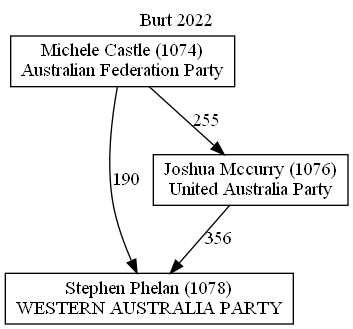 Burt 2022
Michele Castle (1074)
Australian Federation Party
255
Joshua Mccurry (1076)
United Australia Party
190
356
Stephen Phelan (1078)
WESTERN AUSTRALIA PARTY